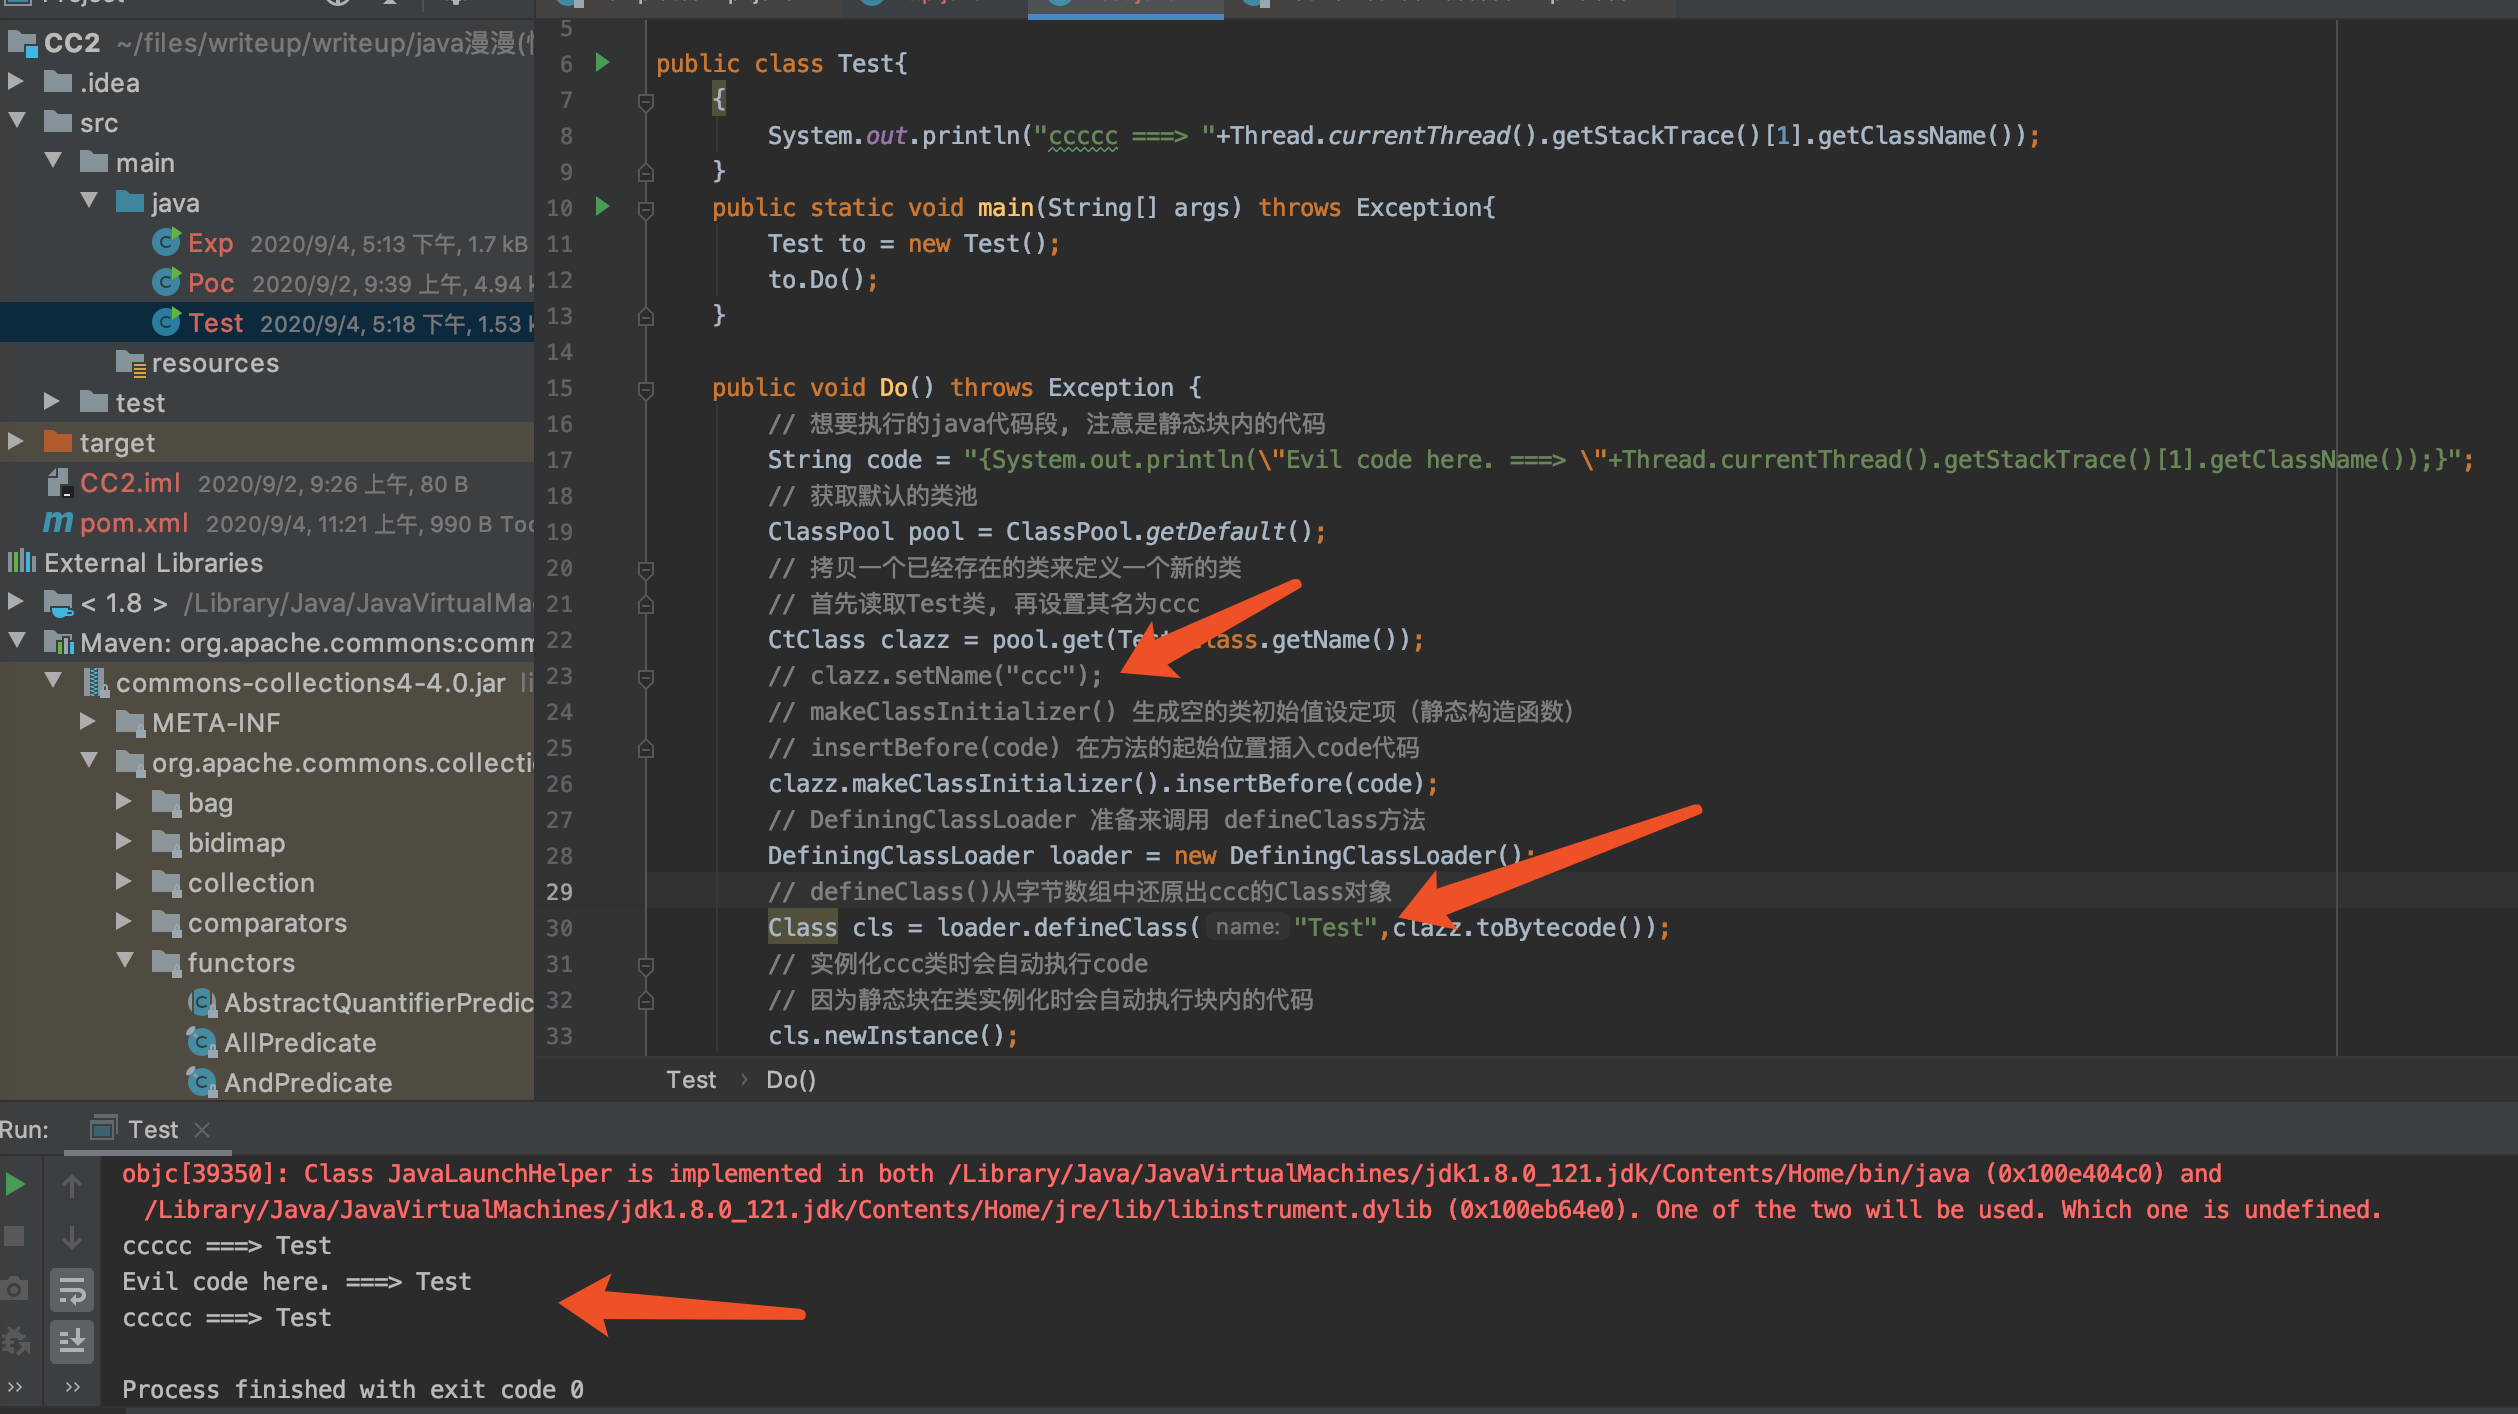 CC2 ~/files/writeup/writeup/java漫漫(
.idea
src
main
java
Exp 2020/9/4, 5:13 下午, 1.7 kB
Poc 2020/9/2, 9:39 上午, 4.94
Test 2020/9/4, 5:18 下午, 1.53
resources
test
target
CC2.iml 2020/9/2, 9:26 上午, 80 B
pom.xml 2020/9/4, 11:21 上午, 990 B
External Libraries
< 1.8 > /Library/Java/JavaVirtualMa
Maven: org.apache.commons:comm
commons-collections4-4.0.jar
META-INF
org.apache.commons.collecti
bag
bidimap
collection
comparators
functors
AbstractQuantifierPredic
AllPredicate
AndPredicate
5
6 public class Test{
7 {
8 System.out.println("ccccc ===> "+Thread.currentThread().getStackTrace()[1].getClassName());
9 }
10 public static void main(String[] args) throws Exception{
11 Test to = new Test();
12 to.Do();
13 }
14
15 public void Do() throws Exception {
16 // 想要执行的java代码段, 注意是静态块内的代码
17 String code = "{System.out.println(\"Evil code here. ===> \"+Thread.currentThread().getStackTrace()[1].getClassName());}";
18 // 获取默认的类池
19 ClassPool pool = ClassPool.getDefault();
20 // 拷贝一个已经存在的类来定义一个新的类
21 // 首先读取Test类, 再设置其名为ccc
22 CtClass clazz = pool.get(Test.class.getName());
23 // clazz.setName("ccc");
24 // makeClassInitializer() 生成空的类初始值设定项（静态构造函数）
25 // insertBefore(code) 在方法的起始位置插入code代码
26 clazz.makeClassInitializer().insertBefore(code);
27 // DefiningClassLoader 准备来调用 defineClass方法
28 DefiningClassLoader loader = new DefiningClassLoader();
29 // defineClass()从字节数组中还原出ccc的Class对象
30 Class cls = loader.defineClass( name: "Test",clazz.toBytecode());
31 // 实例化ccc类时会自动执行code
32 // 因为静态块在类实例化时会自动执行块内的代码
33 cls.newInstance();
Test › Do()
Run: Test
objc[39350]: Class JavaLaunchHelper is implemented in both /Library/Java/JavaVirtualMachines/jdk1.8.0_121.jdk/Contents/Home/bin/java (0x100e404c0) and
/Library/Java/JavaVirtualMachines/jdk1.8.0_121.jdk/Contents/Home/jre/lib/libinstrument.dylib (0x100eb64e0). One of the two will be used. Which one is undefined.
ccccc ===> Test
Evil code here. ===> Test
ccccc ===> Test
Process finished with exit code 0